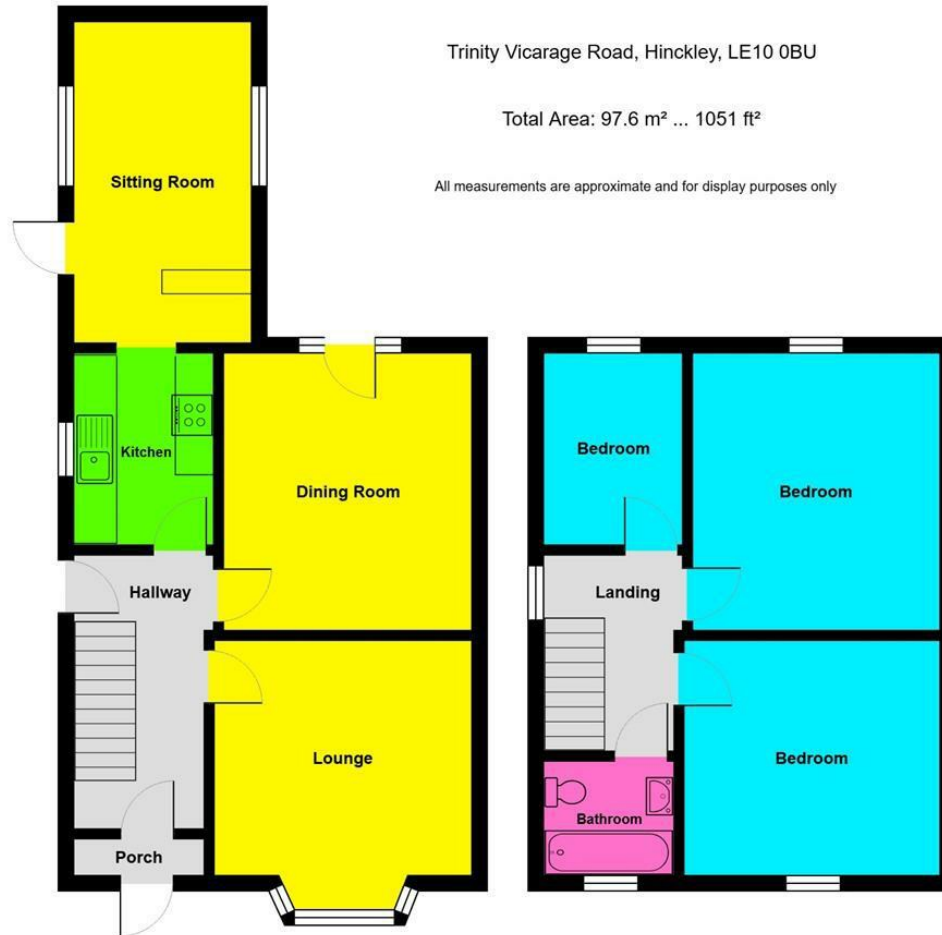 Trinity Vicarage Road, Hinckley, LE10 0BU
Total Area: 97.6 m² ... 1051 ft²
All measurements are approximate and for display purposes only
Sitting Room
Kitchen
Dining Room
Hallway
Lounge
Porch
Bedroom
Bedroom
Landing
Bedroom
Bathroom